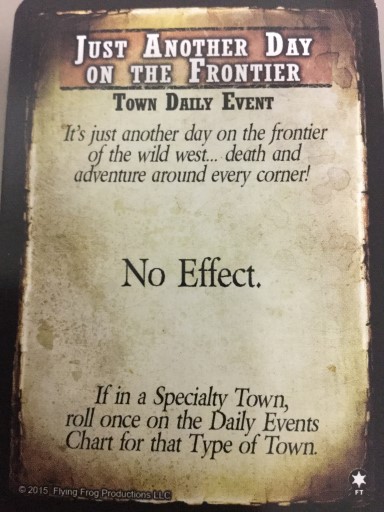 Just Another Day
on the Frontier
Town Daily Event
It's just another day on the frontier
of the wild west... death and
adventure around every corner!
No Effect.
If in a Specialty Town,
roll once on the Daily Events
Chart for that Type of Town.
© 2015 Flying Frog Productions LLC
FT